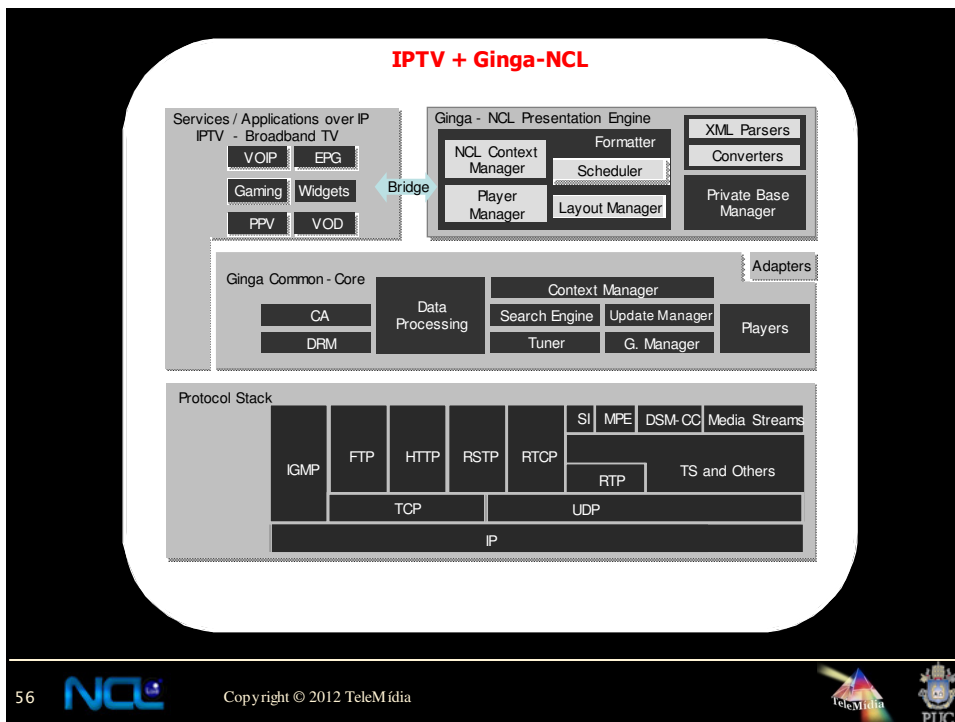 IPTV + Ginga-NCL
Services / Applications over IP
IPTV - Broadband TV
VOIP
EPG
Gaming
Widgets
PPV
VOD
Bridge
Ginga - NCL Presentation Engine
Formatter
NCL Context
Manager
Scheduler
Player
Manager
Layout Manager
XML Parsers
Converters
Private Base
Manager
Adapters
Ginga Common - Core
CA
DRM
Data
Processing
Context Manager
Search Engine
Update Manager
Tuner
G. Manager
Players
Protocol Stack
IGMP
FTP
HTTP
RSTP
RTCP
SI
MPE
DSM-CC
Media Streams
RTP
TS and Others
TCP
UDP
IP
56
NCL
Copyright © 2012 TeleMídia
TeleMídia
PUC